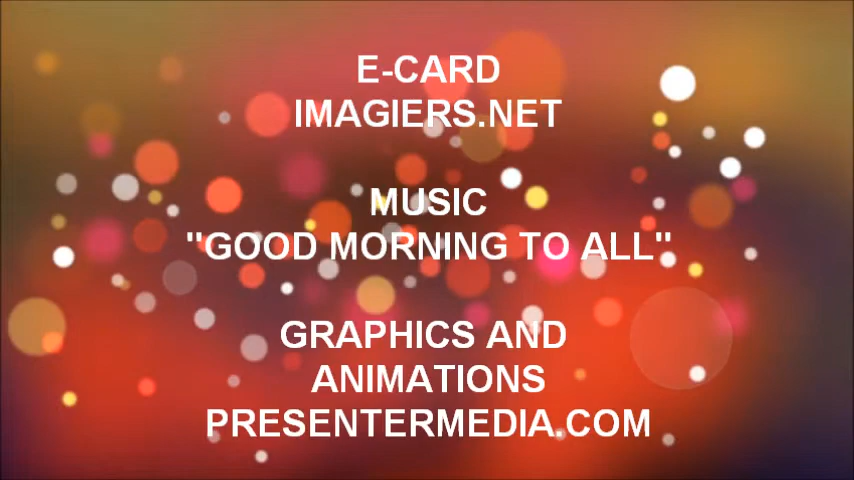 E-CARD
IMAGIERS.NET
MUSIC
"GOOD MORNING TO ALL"
GRAPHICS AND
ANIMATIONS
PRESENTERMEDIA.COM